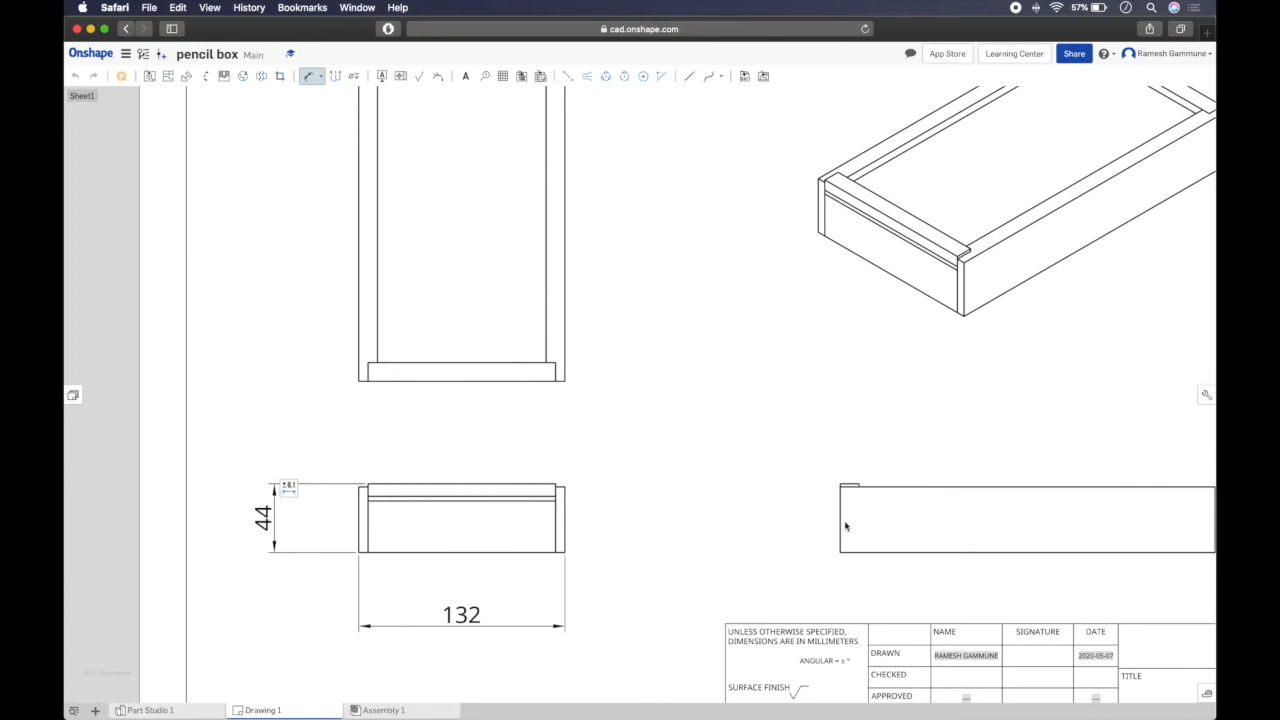 Safari File Edit View History Bookmarks Window Help 57%
cad.onshape.com
Onshape pencil box Main App Store Learning Center Share Ramesh Gammune
A A
Sheet1
± 0.1
44
132
UNLESS OTHERWISE SPECIFIED,
DIMENSIONS ARE IN MILLIMETERS
ANGULAR = ± °
SURFACE FINISH
NAME SIGNATURE DATE
DRAWN RAMESH GAMMUNE 2020-05-07
CHECKED
APPROVED
TITLE
Part Studio 1 Drawing 1 Assembly 1